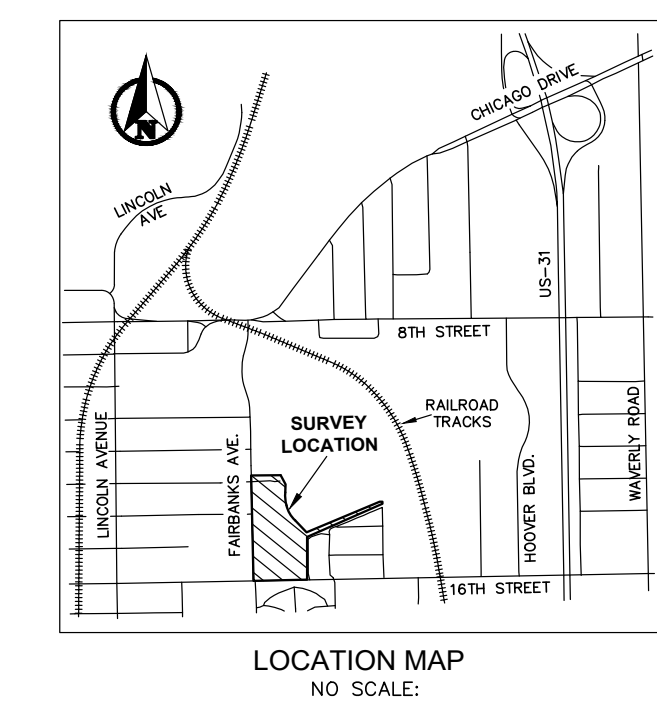 N
CHICAGO DRIVE
LINCOLN
AVE
US-31
8TH STREET
RAILROAD
TRACKS
SURVEY
LOCATION
LINCOLN AVENUE
FAIRBANKS AVE.
HOOVER BLVD.
WAVERLY ROAD
16TH STREET
LOCATION MAP
NO SCALE: